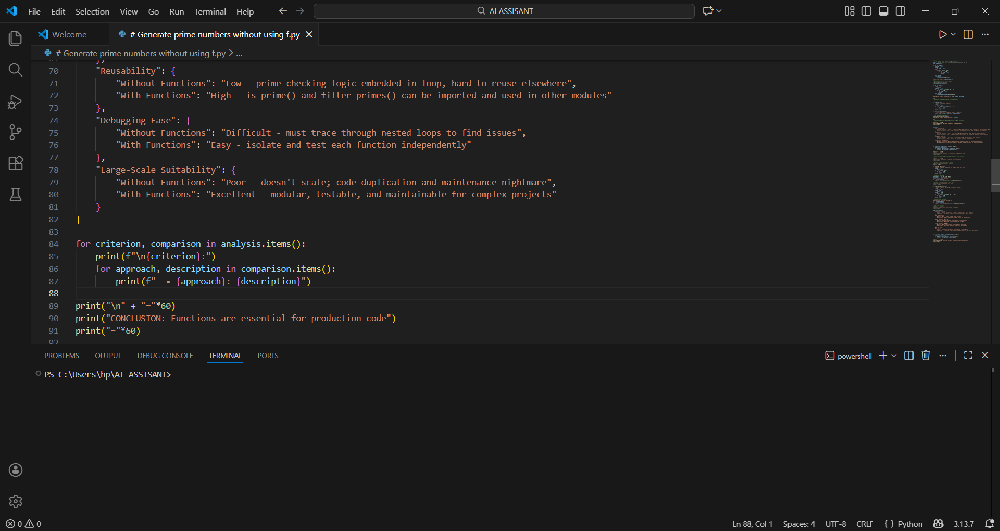 File Edit Selection View Go Run Terminal Help
AI ASSISANT
Welcome
# Generate prime numbers without using f.py
# Generate prime numbers without using f.py > ...
70 "Reusability": {
71 "Without Functions": "Low - prime checking logic embedded in loop, hard to reuse elsewhere",
72 "With Functions": "High - is_prime() and filter_primes() can be imported and used in other modules"
73 },
74 "Debugging Ease": {
75 "Without Functions": "Difficult - must trace through nested loops to find issues",
76 "With Functions": "Easy - isolate and test each function independently"
77 },
78 "Large-Scale Suitability": {
79 "Without Functions": "Poor - doesn't scale; code duplication and maintenance nightmare",
80 "With Functions": "Excellent - modular, testable, and maintainable for complex projects"
81 }
82 }
83
84 for criterion, comparison in analysis.items():
85 print(f"\n{criterion}:")
86 for approach, description in comparison.items():
87 print(f"  • {approach}: {description}")
88
89 print("\n" + "="*60)
90 print("CONCLUSION: Functions are essential for production code")
91 print("="*60)
92
PROBLEMS OUTPUT DEBUG CONSOLE TERMINAL PORTS
powershell
PS C:\Users\hp\AI ASSISANT>
0 0
Ln 88, Col 1 Spaces: 4 UTF-8 CRLF {} Python 3.13.7